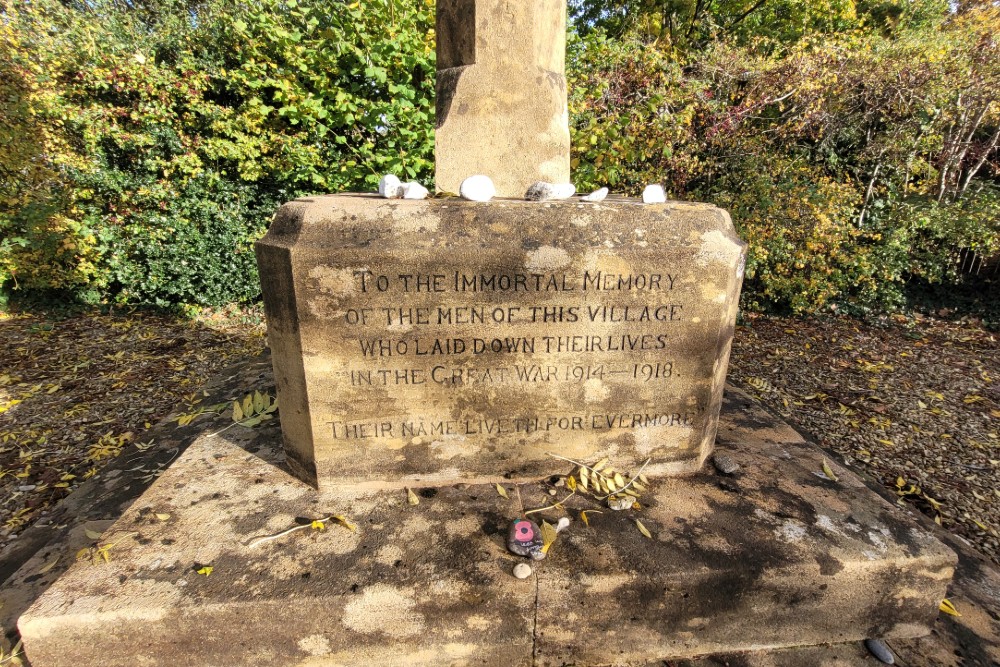 To the Immortal Memory
of the men of this village
who laid down their lives
in the Great War 1914–1918.
"Their name liveth for evermore"